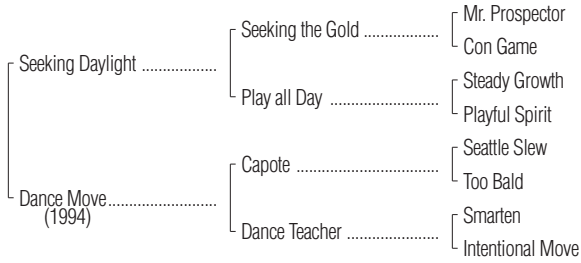 Mr. Prospector
Seeking the Gold ..................
Con Game
Seeking Daylight ..................
Steady Growth
Play all Day ..........................
Playful Spirit
Seattle Slew
Capote ..................................
Too Bald
Dance Move..........................
(1994)
Smarten
Dance Teacher ......................
Intentional Move